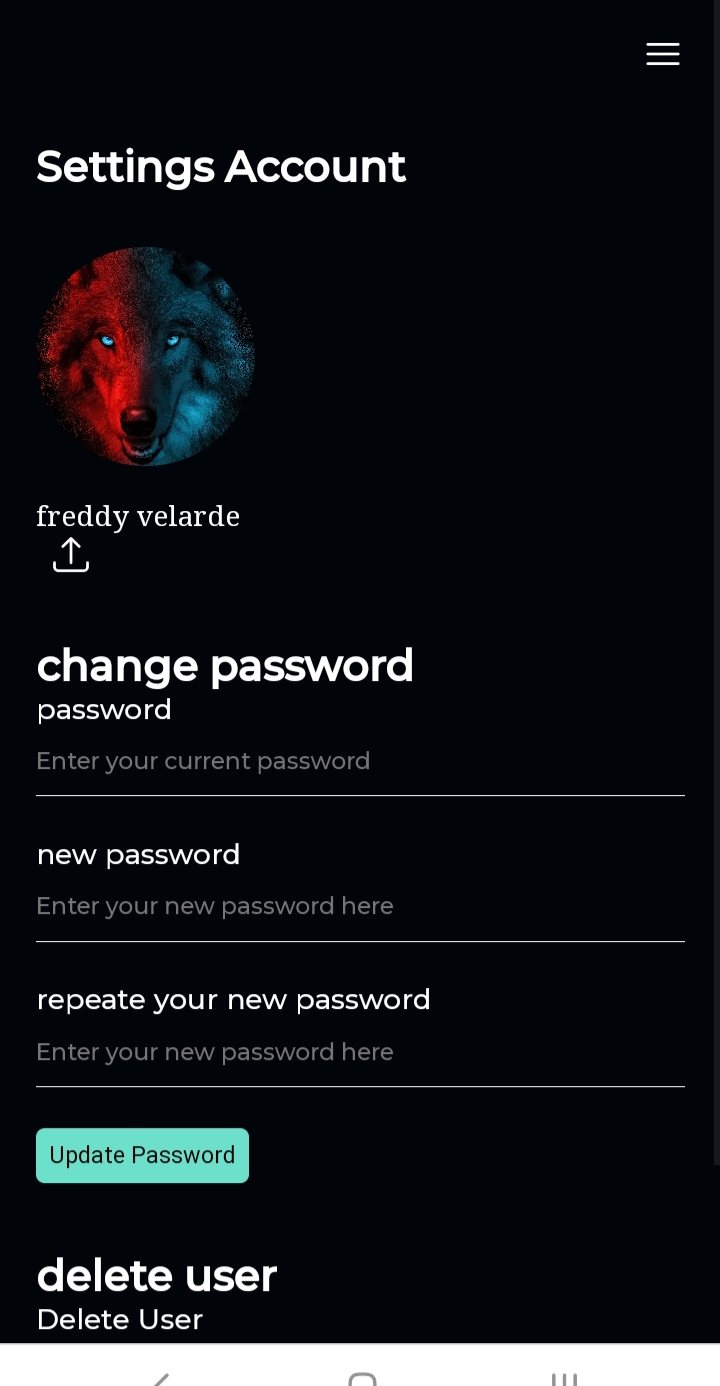 Settings Account
freddy velarde
change password
password
Enter your current password
new password
Enter your new password here
repeate your new password
Enter your new password here
Update Password
delete user
Delete User